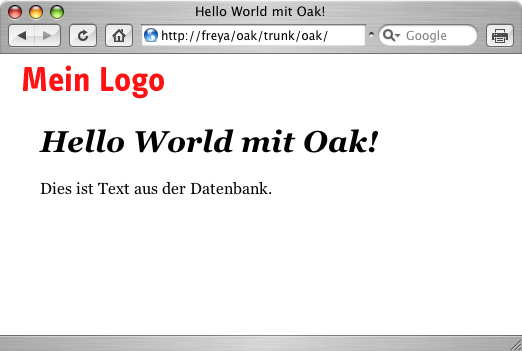 Hello World mit Oak!
http://freya/oak/trunk/oak/
Google
Mein Logo
Hello World mit Oak!
Dies ist Text aus der Datenbank.